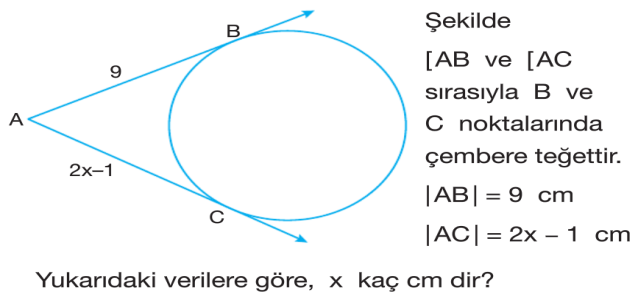 B
9
A
2x–1
C
Şekilde
[AB ve [AC
sırasıyla B ve
C noktalarında
çembere teğettir.
|AB| = 9 cm
|AC| = 2x – 1 cm
Yukarıdaki verilere göre, x kaç cm dir?